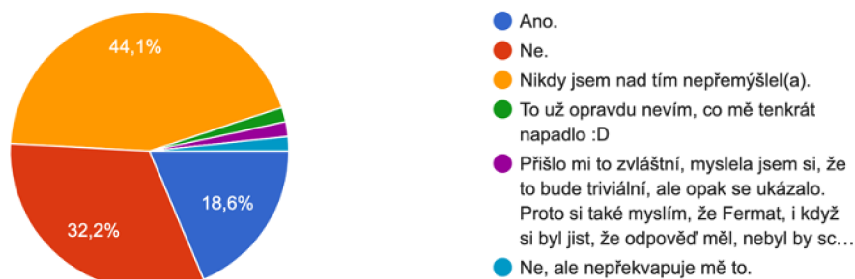 44,1%
32,2%
18,6%
Ano.
Ne.
Nikdy jsem nad tím nepřemýšlel(a).
To už opravdu nevím, co mě tenkrát
napadlo :D
Přišlo mi to zvláštní, myslela jsem si, že
to bude triviální, ale opak se ukázalo.
Proto si také myslím, že Fermat, i když
si byl jist, že odpověď měl, nebyl by sc…
Ne, ale nepřekvapuje mě to.